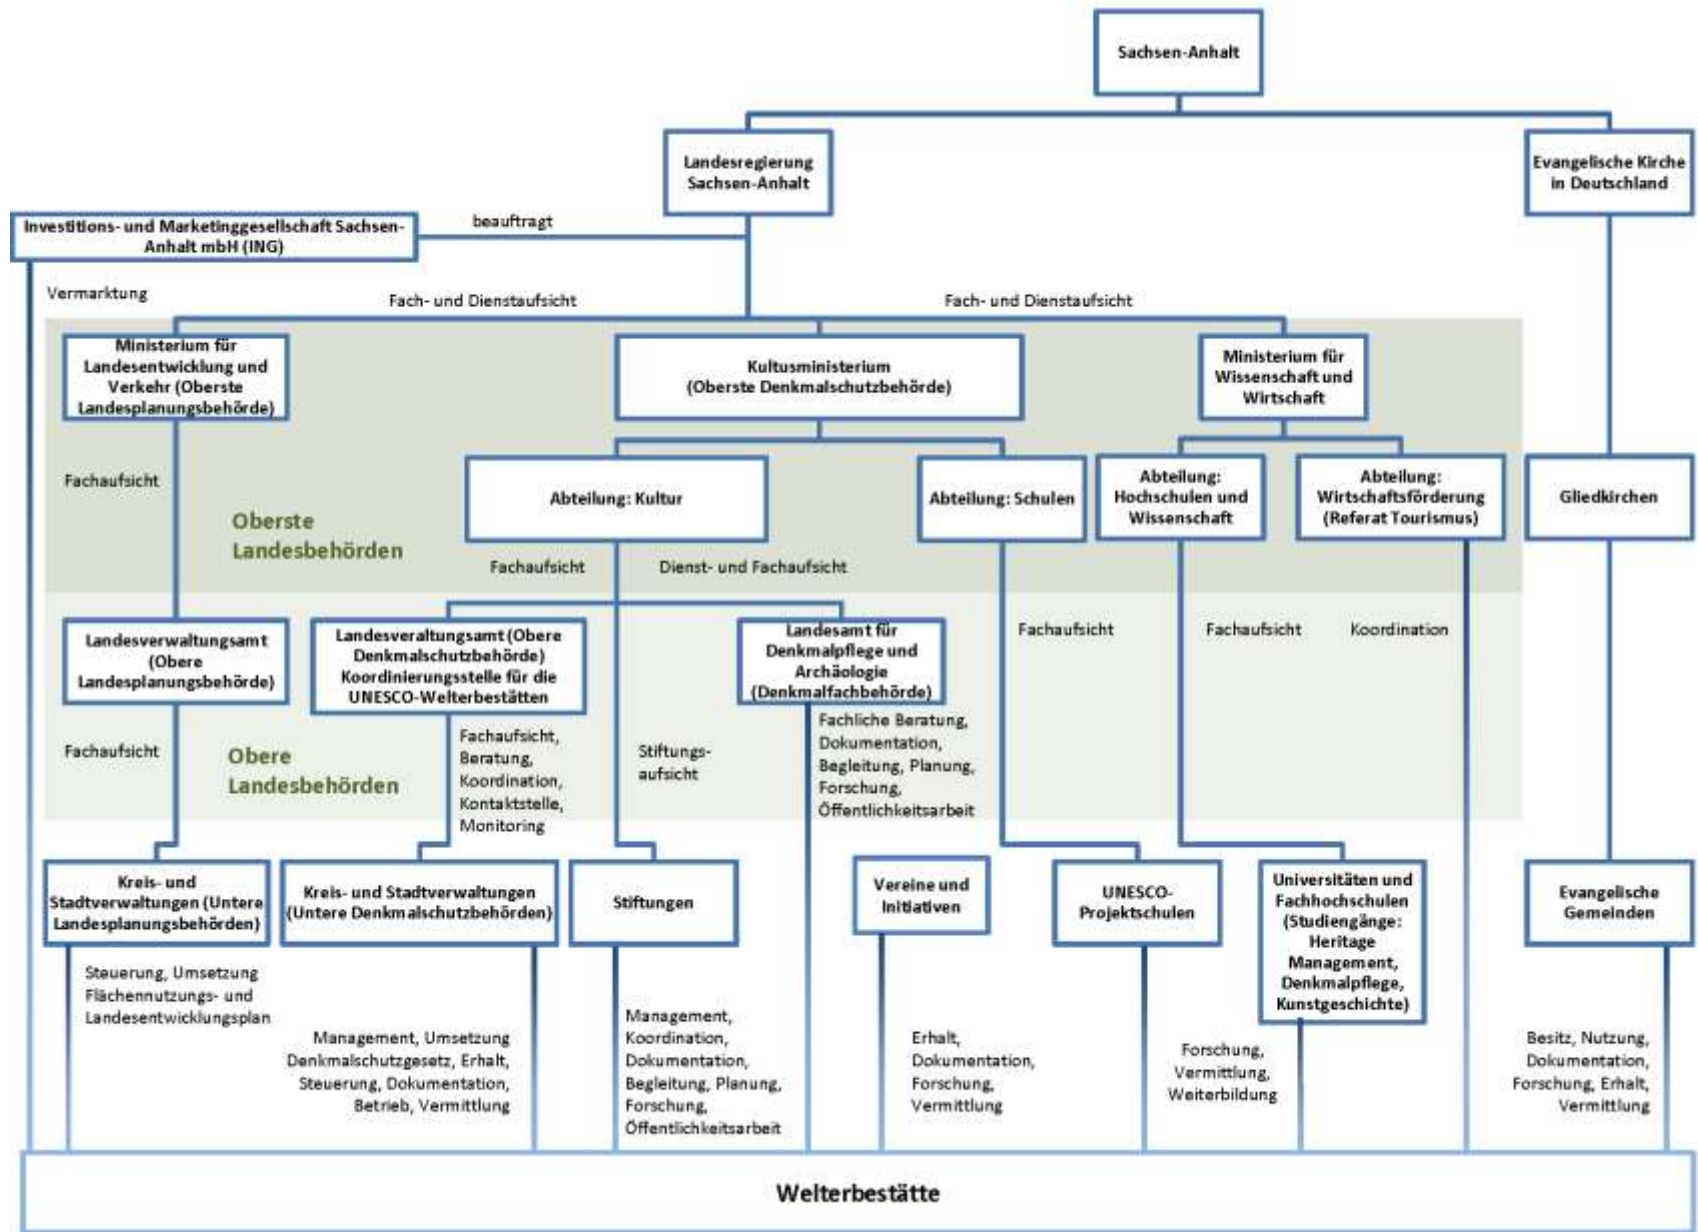 Sachsen-Anhalt
Landesregierung
Sachsen-Anhalt
Evangelische Kirche
in Deutschland
Investitions- und Marketinggesellschaft Sachsen-
Anhalt mbH (ING)
beauftragt
Vermarktung
Fach- und Dienstaufsicht
Fach- und Dienstaufsicht
Ministerium für
Landesentwicklung und
Verkehr (Oberste
Landesplanungsbehörde)
Kultusministerium
(Oberste Denkmalschutzbehörde)
Ministerium für
Wissenschaft und
Wirtschaft
Fachaufsicht
Oberste
Landesbehörden
Abteilung: Kultur
Abteilung: Schulen
Abteilung:
Hochschulen und
Wissenschaft
Abteilung:
Wirtschaftsförderung
(Referat Tourismus)
Gliedkirchen
Fachaufsicht
Dienst- und Fachaufsicht
Landesverwaltungsamt
(Obere
Landesplanungsbehörde)
Landesveraltungsamt (Obere
Denkmalschutzbehörde)
Koordinierungsstelle für die
UNESCO-Welterbestätten
Landesamt für
Denkmalpflege und
Archäologie
(Denkmalfachbehörde)
Fachaufsicht
Fachaufsicht
Koordination
Fachaufsicht
Obere
Landesbehörden
Fachaufsicht,
Beratung,
Koordination,
Kontaktstelle,
Monitoring
Stiftungs-
aufsicht
Fachliche Beratung,
Dokumentation,
Begleitung, Planung,
Forschung,
Öffentlichkeitsarbeit
Kreis- und
Stadtverwaltungen (Untere
Landesplanungsbehörden)
Kreis- und Stadtverwaltungen
(Untere Denkmalschutzbehörden)
Stiftungen
Vereine und
Initiativen
UNESCO-
Projektschulen
Universitäten und
Fachhochschulen
(Studiengänge:
Heritage
Management,
Denkmalpflege,
Kunstgeschichte)
Evangelische
Gemeinden
Steuerung, Umsetzung
Flächennutzungs- und
Landesentwicklungsplan
Management, Umsetzung
Denkmalschutzgesetz, Erhalt,
Steuerung, Dokumentation,
Betrieb, Vermittlung
Management,
Koordination,
Dokumentation,
Begleitung, Planung,
Forschung,
Öffentlichkeitsarbeit
Erhalt,
Dokumentation,
Forschung,
Vermittlung
Forschung,
Vermittlung,
Weiterbildung
Besitz, Nutzung,
Dokumentation,
Forschung, Erhalt,
Vermittlung
Welterbestätte